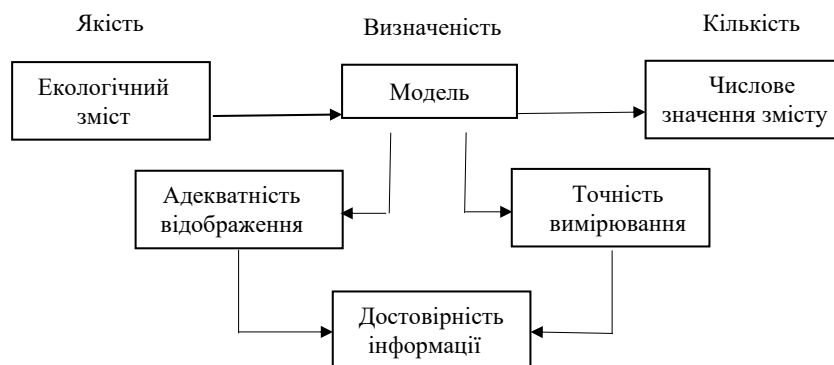 Якість
Визначеність
Кількість
Екологічний
зміст
Модель
Числове
значення змісту
Адекватність
відображення
Точність
вимірювання
Достовірність
інформації